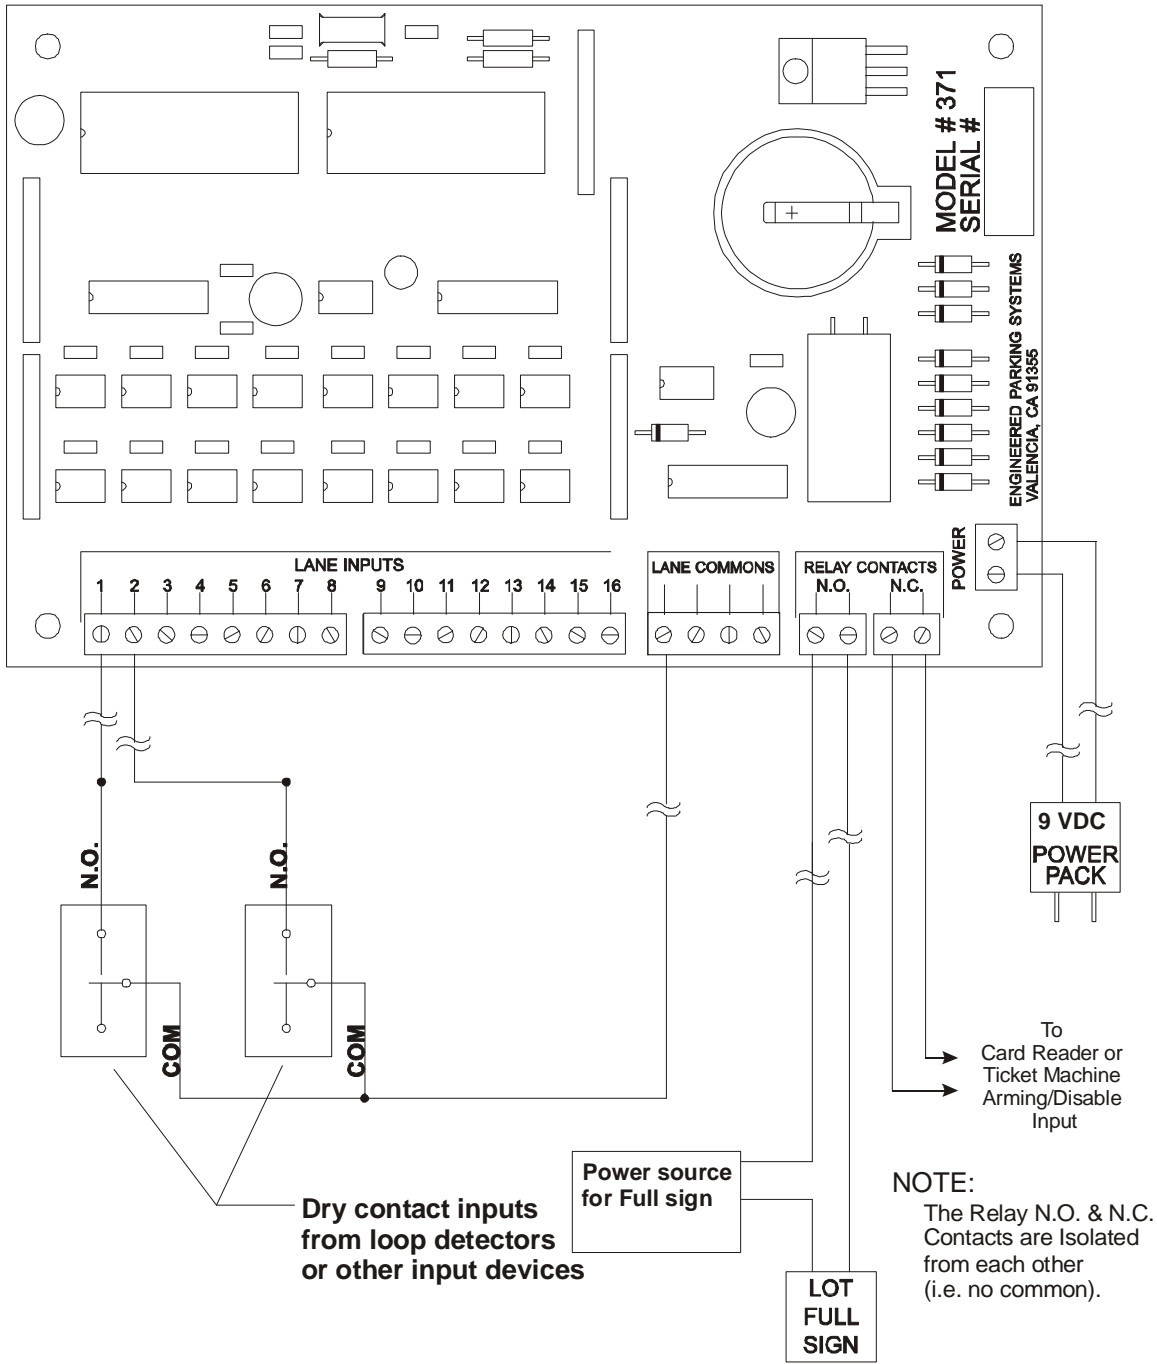 MODEL # 371
SERIAL #
+
ENGINEERED PARKING SYSTEMS
VALENCIA, CA 91355
LANE INPUTS
1 2 3 4 5 6 7 8 9 10 11 12 13 14 15 16
LANE COMMONS
RELAY CONTACTS
N.O. N.C.
POWER
9 VDC
POWER
PACK
N.O.
N.O.
COM
COM
To
Card Reader or
Ticket Machine
Arming/Disable
Input
Power source
for Full sign
Dry contact inputs
from loop detectors
or other input devices
NOTE:
The Relay N.O. & N.C.
Contacts are Isolated
from each other
(i.e. no common).
LOT
FULL
SIGN